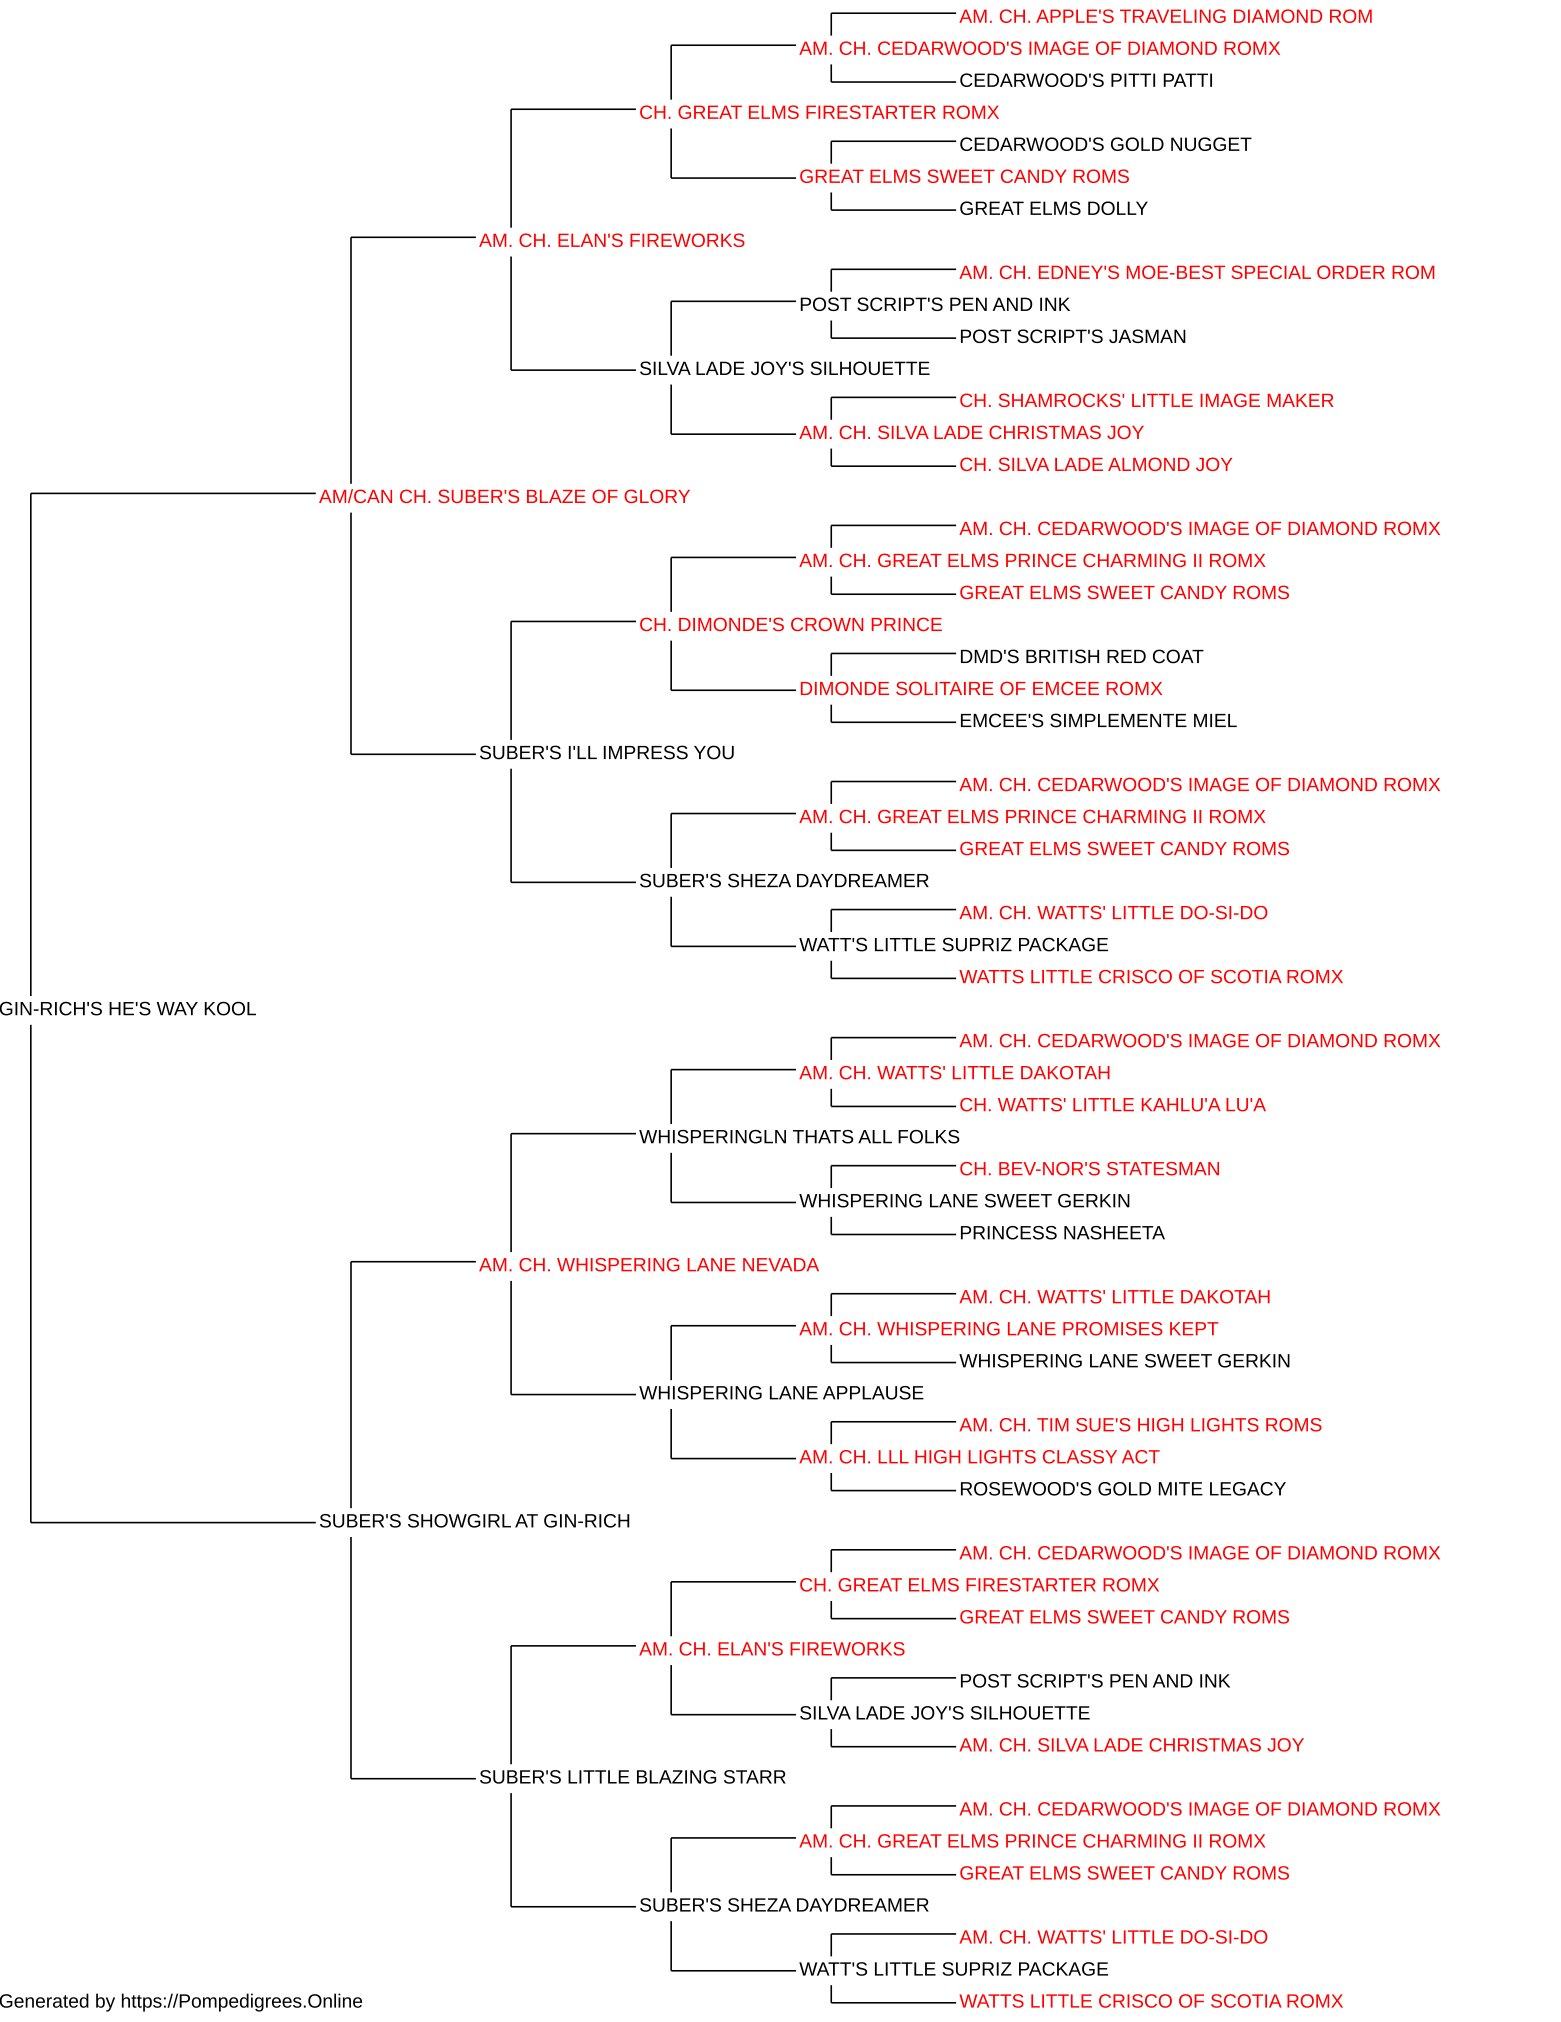 AM. CH. APPLE'S TRAVELING DIAMOND ROM
AM. CH. CEDARWOOD'S IMAGE OF DIAMOND ROMX
CEDARWOOD'S PITTI PATTI
CH. GREAT ELMS FIRESTARTER ROMX
CEDARWOOD'S GOLD NUGGET
GREAT ELMS SWEET CANDY ROMS
GREAT ELMS DOLLY
AM. CH. ELAN'S FIREWORKS
AM. CH. EDNEY'S MOE-BEST SPECIAL ORDER ROM
POST SCRIPT'S PEN AND INK
POST SCRIPT'S JASMAN
SILVA LADE JOY'S SILHOUETTE
CH. SHAMROCKS' LITTLE IMAGE MAKER
AM. CH. SILVA LADE CHRISTMAS JOY
CH. SILVA LADE ALMOND JOY
AM/CAN CH. SUBER'S BLAZE OF GLORY
AM. CH. CEDARWOOD'S IMAGE OF DIAMOND ROMX
AM. CH. GREAT ELMS PRINCE CHARMING II ROMX
GREAT ELMS SWEET CANDY ROMS
CH. DIMONDE'S CROWN PRINCE
DMD'S BRITISH RED COAT
DIMONDE SOLITAIRE OF EMCEE ROMX
EMCEE'S SIMPLEMENTE MIEL
SUBER'S I'LL IMPRESS YOU
AM. CH. CEDARWOOD'S IMAGE OF DIAMOND ROMX
AM. CH. GREAT ELMS PRINCE CHARMING II ROMX
GREAT ELMS SWEET CANDY ROMS
SUBER'S SHEZA DAYDREAMER
AM. CH. WATTS' LITTLE DO-SI-DO
WATT'S LITTLE SUPRIZ PACKAGE
WATTS LITTLE CRISCO OF SCOTIA ROMX
GIN-RICH'S HE'S WAY KOOL
AM. CH. CEDARWOOD'S IMAGE OF DIAMOND ROMX
AM. CH. WATTS' LITTLE DAKOTAH
CH. WATTS' LITTLE KAHLU'A LU'A
WHISPERINGLN THATS ALL FOLKS
CH. BEV-NOR'S STATESMAN
WHISPERING LANE SWEET GERKIN
PRINCESS NASHEETA
AM. CH. WHISPERING LANE NEVADA
AM. CH. WATTS' LITTLE DAKOTAH
AM. CH. WHISPERING LANE PROMISES KEPT
WHISPERING LANE SWEET GERKIN
WHISPERING LANE APPLAUSE
AM. CH. TIM SUE'S HIGH LIGHTS ROMS
AM. CH. LLL HIGH LIGHTS CLASSY ACT
ROSEWOOD'S GOLD MITE LEGACY
SUBER'S SHOWGIRL AT GIN-RICH
AM. CH. CEDARWOOD'S IMAGE OF DIAMOND ROMX
CH. GREAT ELMS FIRESTARTER ROMX
GREAT ELMS SWEET CANDY ROMS
AM. CH. ELAN'S FIREWORKS
POST SCRIPT'S PEN AND INK
SILVA LADE JOY'S SILHOUETTE
AM. CH. SILVA LADE CHRISTMAS JOY
SUBER'S LITTLE BLAZING STARR
AM. CH. CEDARWOOD'S IMAGE OF DIAMOND ROMX
AM. CH. GREAT ELMS PRINCE CHARMING II ROMX
GREAT ELMS SWEET CANDY ROMS
SUBER'S SHEZA DAYDREAMER
AM. CH. WATTS' LITTLE DO-SI-DO
WATT'S LITTLE SUPRIZ PACKAGE
WATTS LITTLE CRISCO OF SCOTIA ROMX
Generated by https://Pompedigrees.Online